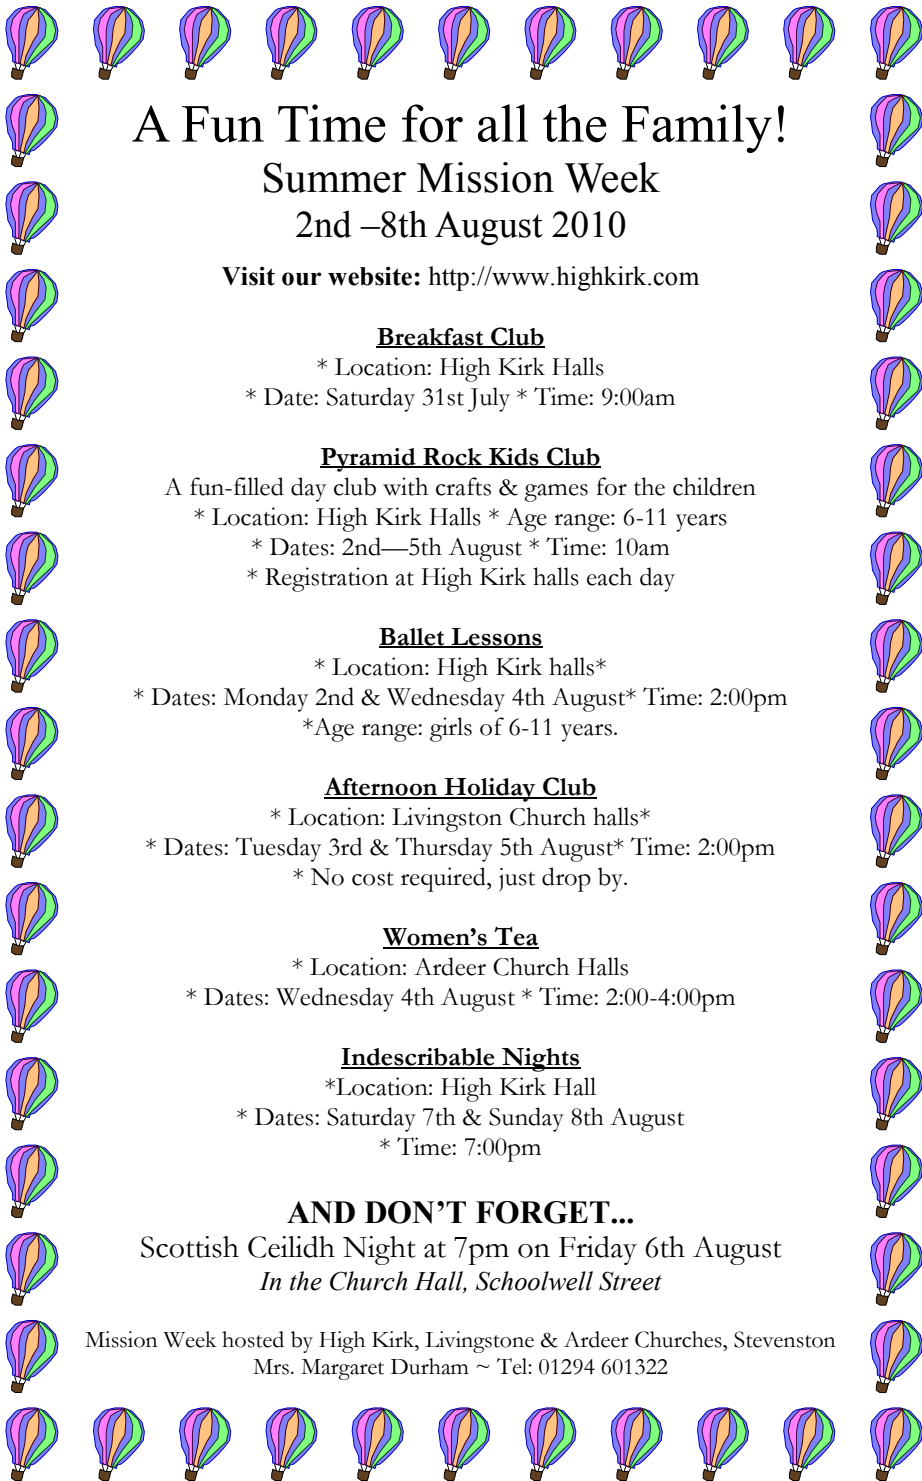 A Fun Time for all the Family!
Summer Mission Week
2nd –8th August 2010
Visit our website: http://www.highkirk.com
Breakfast Club
* Location: High Kirk Halls
* Date: Saturday 31st July * Time: 9:00am
Pyramid Rock Kids Club
A fun-filled day club with crafts & games for the children
* Location: High Kirk Halls * Age range: 6-11 years
* Dates: 2nd—5th August * Time: 10am
* Registration at High Kirk halls each day
Ballet Lessons
* Location: High Kirk halls*
* Dates: Monday 2nd & Wednesday 4th August* Time: 2:00pm
*Age range: girls of 6-11 years.
Afternoon Holiday Club
* Location: Livingston Church halls*
* Dates: Tuesday 3rd & Thursday 5th August* Time: 2:00pm
* No cost required, just drop by.
Women’s Tea
* Location: Ardeer Church Halls
* Dates: Wednesday 4th August * Time: 2:00-4:00pm
Indescribable Nights
*Location: High Kirk Hall
* Dates: Saturday 7th & Sunday 8th August
* Time: 7:00pm
AND DON’T FORGET...
Scottish Ceilidh Night at 7pm on Friday 6th August
In the Church Hall, Schoolwell Street
Mission Week hosted by High Kirk, Livingstone & Ardeer Churches, Stevenston
Mrs. Margaret Durham ~ Tel: 01294 601322